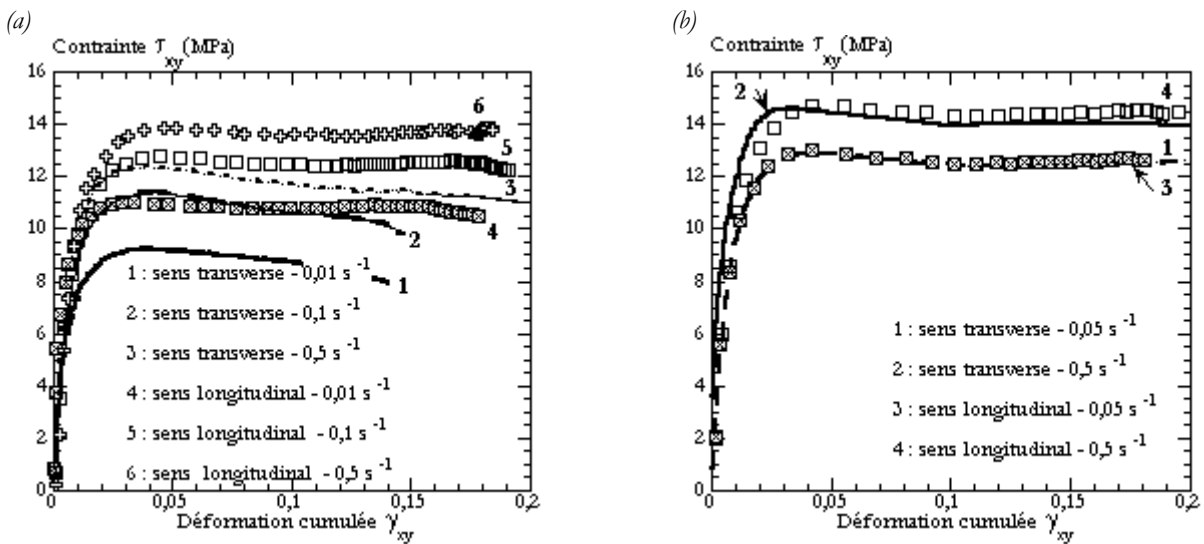 (a)
Contrainte τxy (MPa)
16
14
12
10
8
6
4
2
0
0
0,05
0,1
0,15
0,2
6
5
3
4
2
1
1 : sens transverse - 0,01 s-1
2 : sens transverse - 0,1 s-1
3 : sens transverse - 0,5 s-1
4 : sens longitudinal - 0,01 s-1
5 : sens longitudinal - 0,1 s-1
6 : sens longitudinal - 0,5 s-1
Déformation cumulée γxy
(b)
Contrainte τxy (MPa)
16
14
12
10
8
6
4
2
0
0
0,05
0,1
0,15
0,2
2
4
1
3
1 : sens transverse - 0,05 s-1
2 : sens transverse - 0,5 s-1
3 : sens longitudinal - 0,05 s-1
4 : sens longitudinal - 0,5 s-1
Déformation cumulée γxy